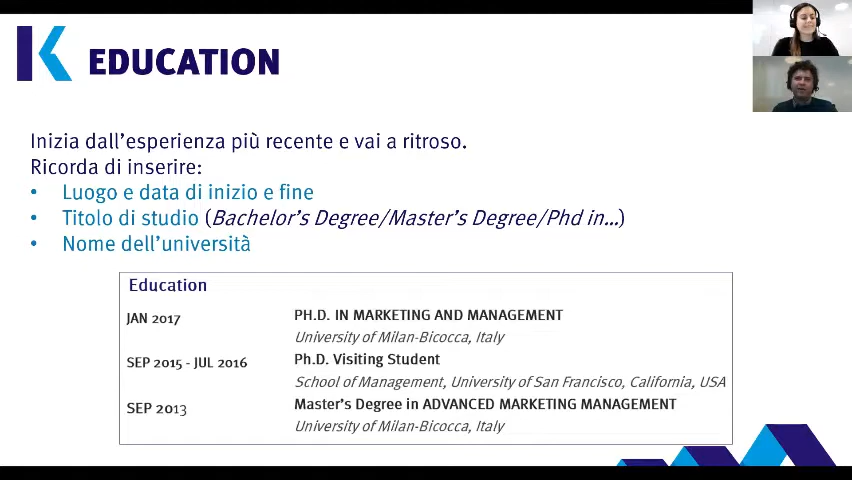 EDUCATION
Inizia dall'esperienza più recente e vai a ritroso.
Ricorda di inserire:
• Luogo e data di inizio e fine
• Titolo di studio (Bachelor's Degree/Master's Degree/Phd in...)
• Nome dell'università
Education
JAN 2017 PH.D. IN MARKETING AND MANAGEMENT
University of Milan-Bicocca, Italy
SEP 2015 - JUL 2016 Ph.D. Visiting Student
School of Management, University of San Francisco, California, USA
SEP 2013 Master's Degree in ADVANCED MARKETING MANAGEMENT
University of Milan-Bicocca, Italy